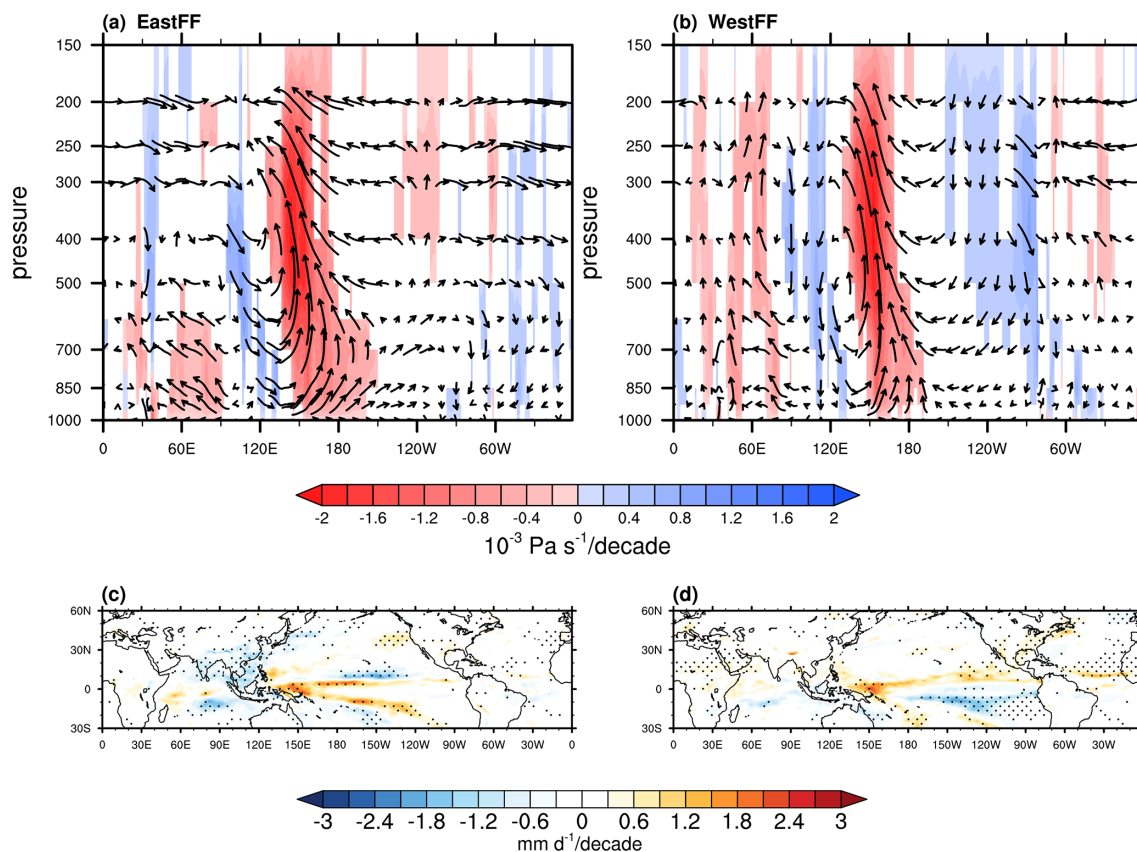 (a) EastFF
(b) WestFF
150
200
250
300
400
500
700
850
1000
pressure
0 60E 120E 180 120W 60W
150
200
250
300
400
500
700
850
1000
pressure
0 60E 120E 180 120W 60W
-2 -1.6 -1.2 -0.8 -0.4 0 0.4 0.8 1.2 1.6 2
10⁻³ Pa s⁻¹/decade
(c)
(d)
60N
30N
0
30S
0 30E 60E 90E 120E 150E 180 150W 120W 90W 60W 30W 0
60N
30N
0
30S
0 30E 60E 90E 120E 150E 180 150W 120W 90W 60W 30W
-3 -2.4 -1.8 -1.2 -0.6 0 0.6 1.2 1.8 2.4 3
mm d⁻¹/decade